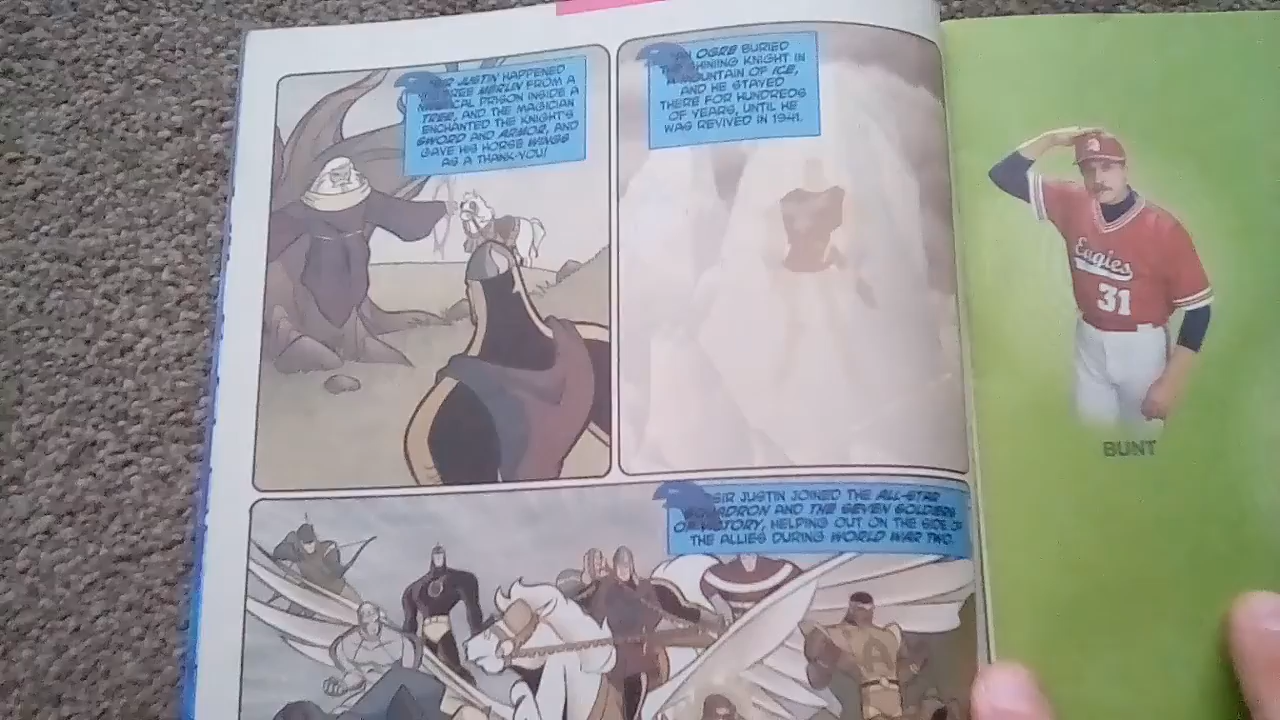 SIR JUSTIN HAPPENED
TO FREE MERLIN FROM A
MAGICAL PRISON INSIDE A
TREE, AND THE MAGICIAN
ENCHANTED THE KNIGHT'S
SWORD AND ARMOR, AND
GAVE HIS HORSE WINGS
AS A THANK-YOU!
AN OGRE BURIED
SHINING KNIGHT IN
A MOUNTAIN OF ICE,
AND HE STAYED
THERE FOR HUNDREDS
OF YEARS, UNTIL HE
WAS REVIVED IN 1941.
SIR JUSTIN JOINED THE ALL-STAR
SQUADRON AND THE SEVEN SOLDIERS
OF VICTORY, HELPING OUT ON THE SIDE OF
THE ALLIES DURING WORLD WAR TWO.
A
Eagles
31
BUNT